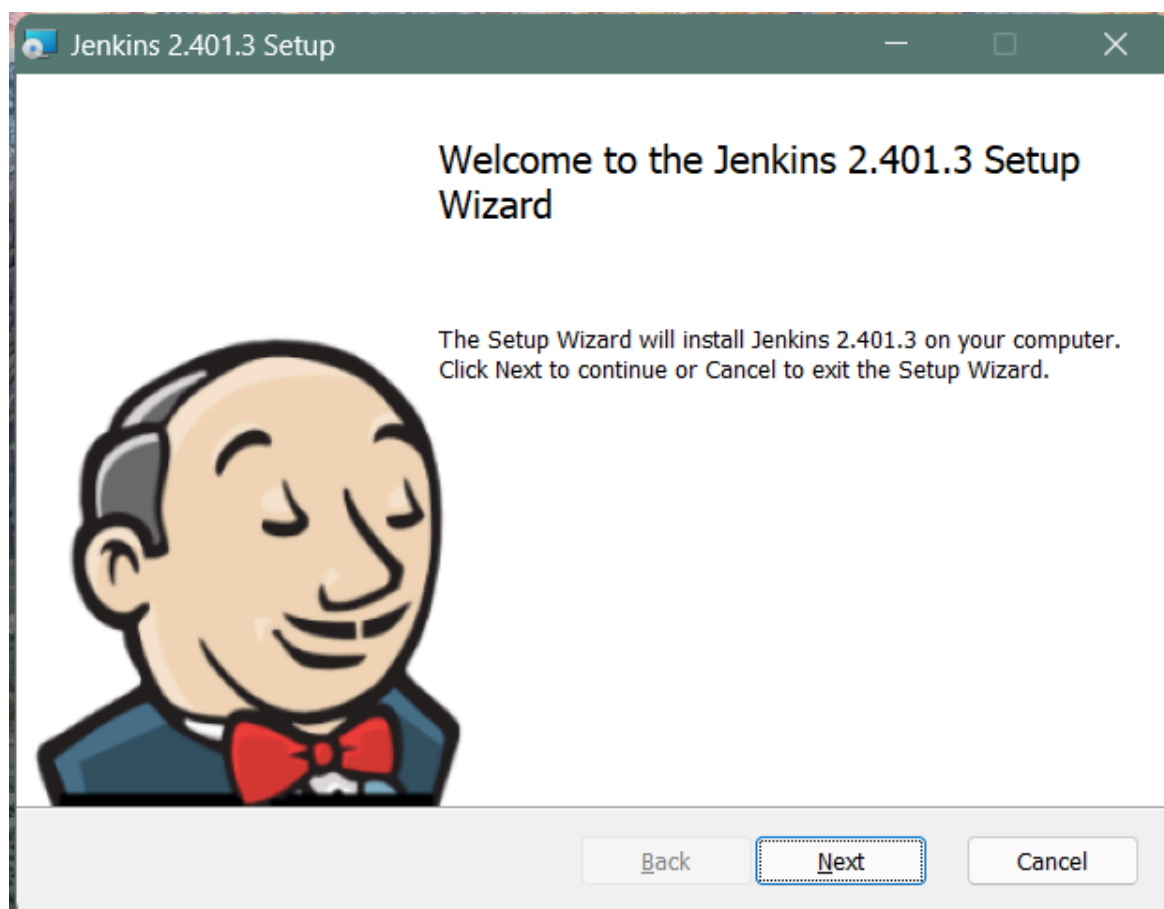 Jenkins 2.401.3 Setup
Welcome to the Jenkins 2.401.3 Setup
Wizard
The Setup Wizard will install Jenkins 2.401.3 on your computer.
Click Next to continue or Cancel to exit the Setup Wizard.
Back Next Cancel